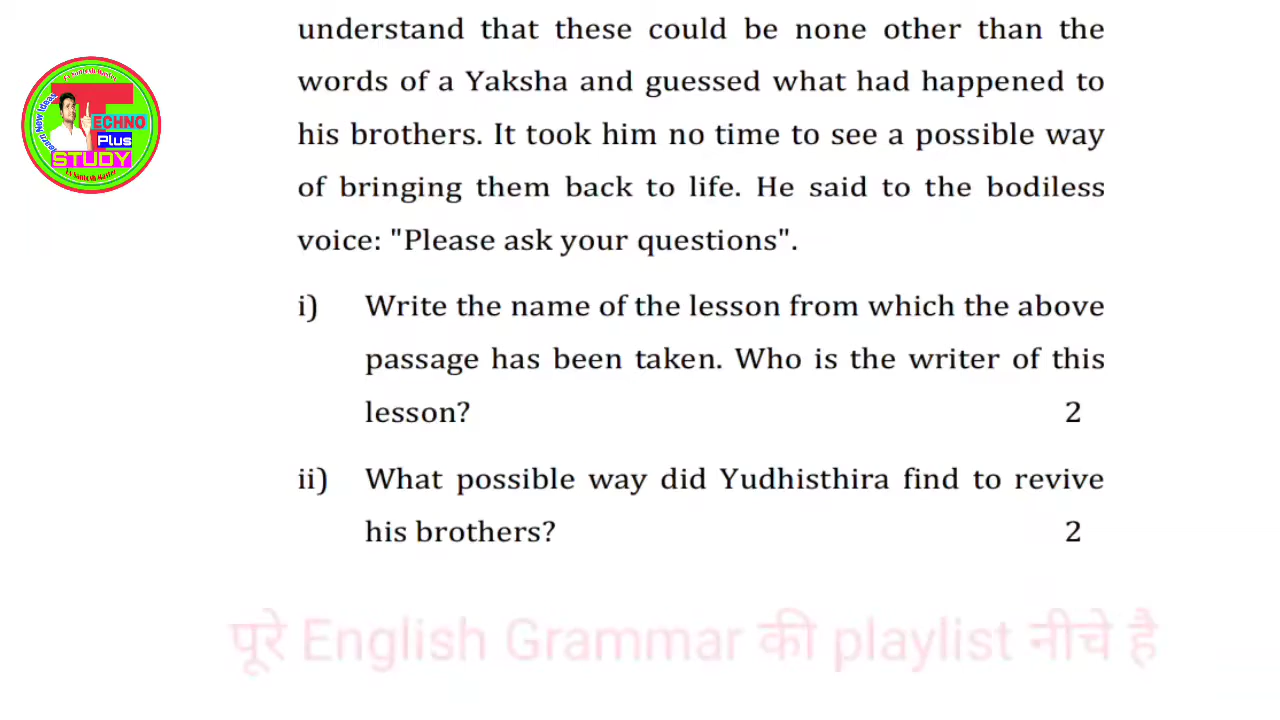 understand that these could be none other than the
words of a Yaksha and guessed what had happened to
his brothers. It took him no time to see a possible way
of bringing them back to life. He said to the bodiless
voice: "Please ask your questions".
i) Write the name of the lesson from which the above
passage has been taken. Who is the writer of this
lesson? 2
ii) What possible way did Yudhisthira find to revive
his brothers? 2
ECHNO
Plus
STUDY
Learn New Ideas
पूरे English Grammar की playlist नीचे है